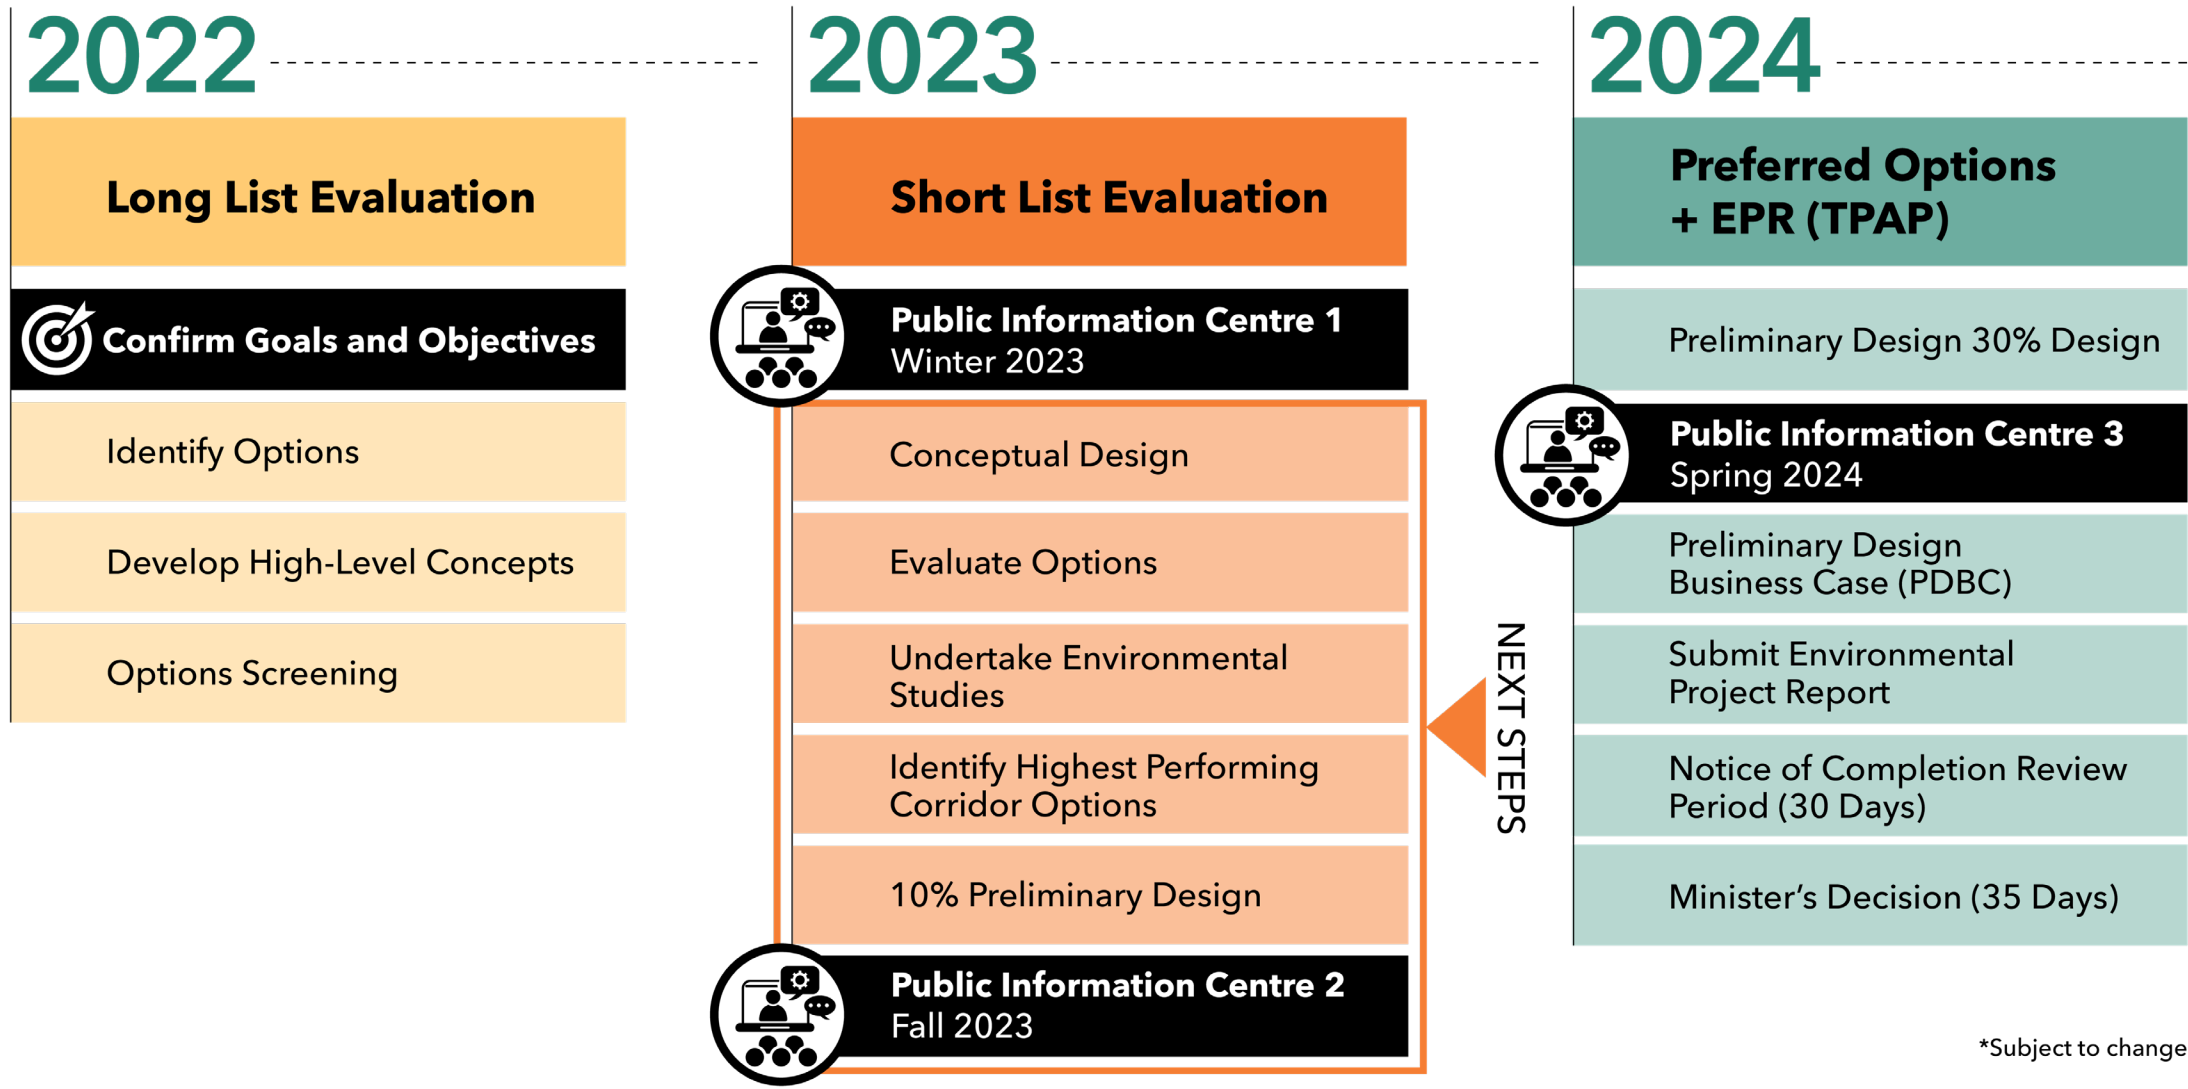 2022
Long List Evaluation
Confirm Goals and Objectives
Identify Options
Develop High-Level Concepts
Options Screening
2023
Short List Evaluation
Public Information Centre 1
Winter 2023
Conceptual Design
Evaluate Options
Undertake Environmental
Studies
Identify Highest Performing
Corridor Options
10% Preliminary Design
Public Information Centre 2
Fall 2023
NEXT STEPS
2024
Preferred Options
+ EPR (TPAP)
Preliminary Design 30% Design
Public Information Centre 3
Spring 2024
Preliminary Design
Business Case (PDBC)
Submit Environmental
Project Report
Notice of Completion Review
Period (30 Days)
Minister’s Decision (35 Days)
*Subject to change